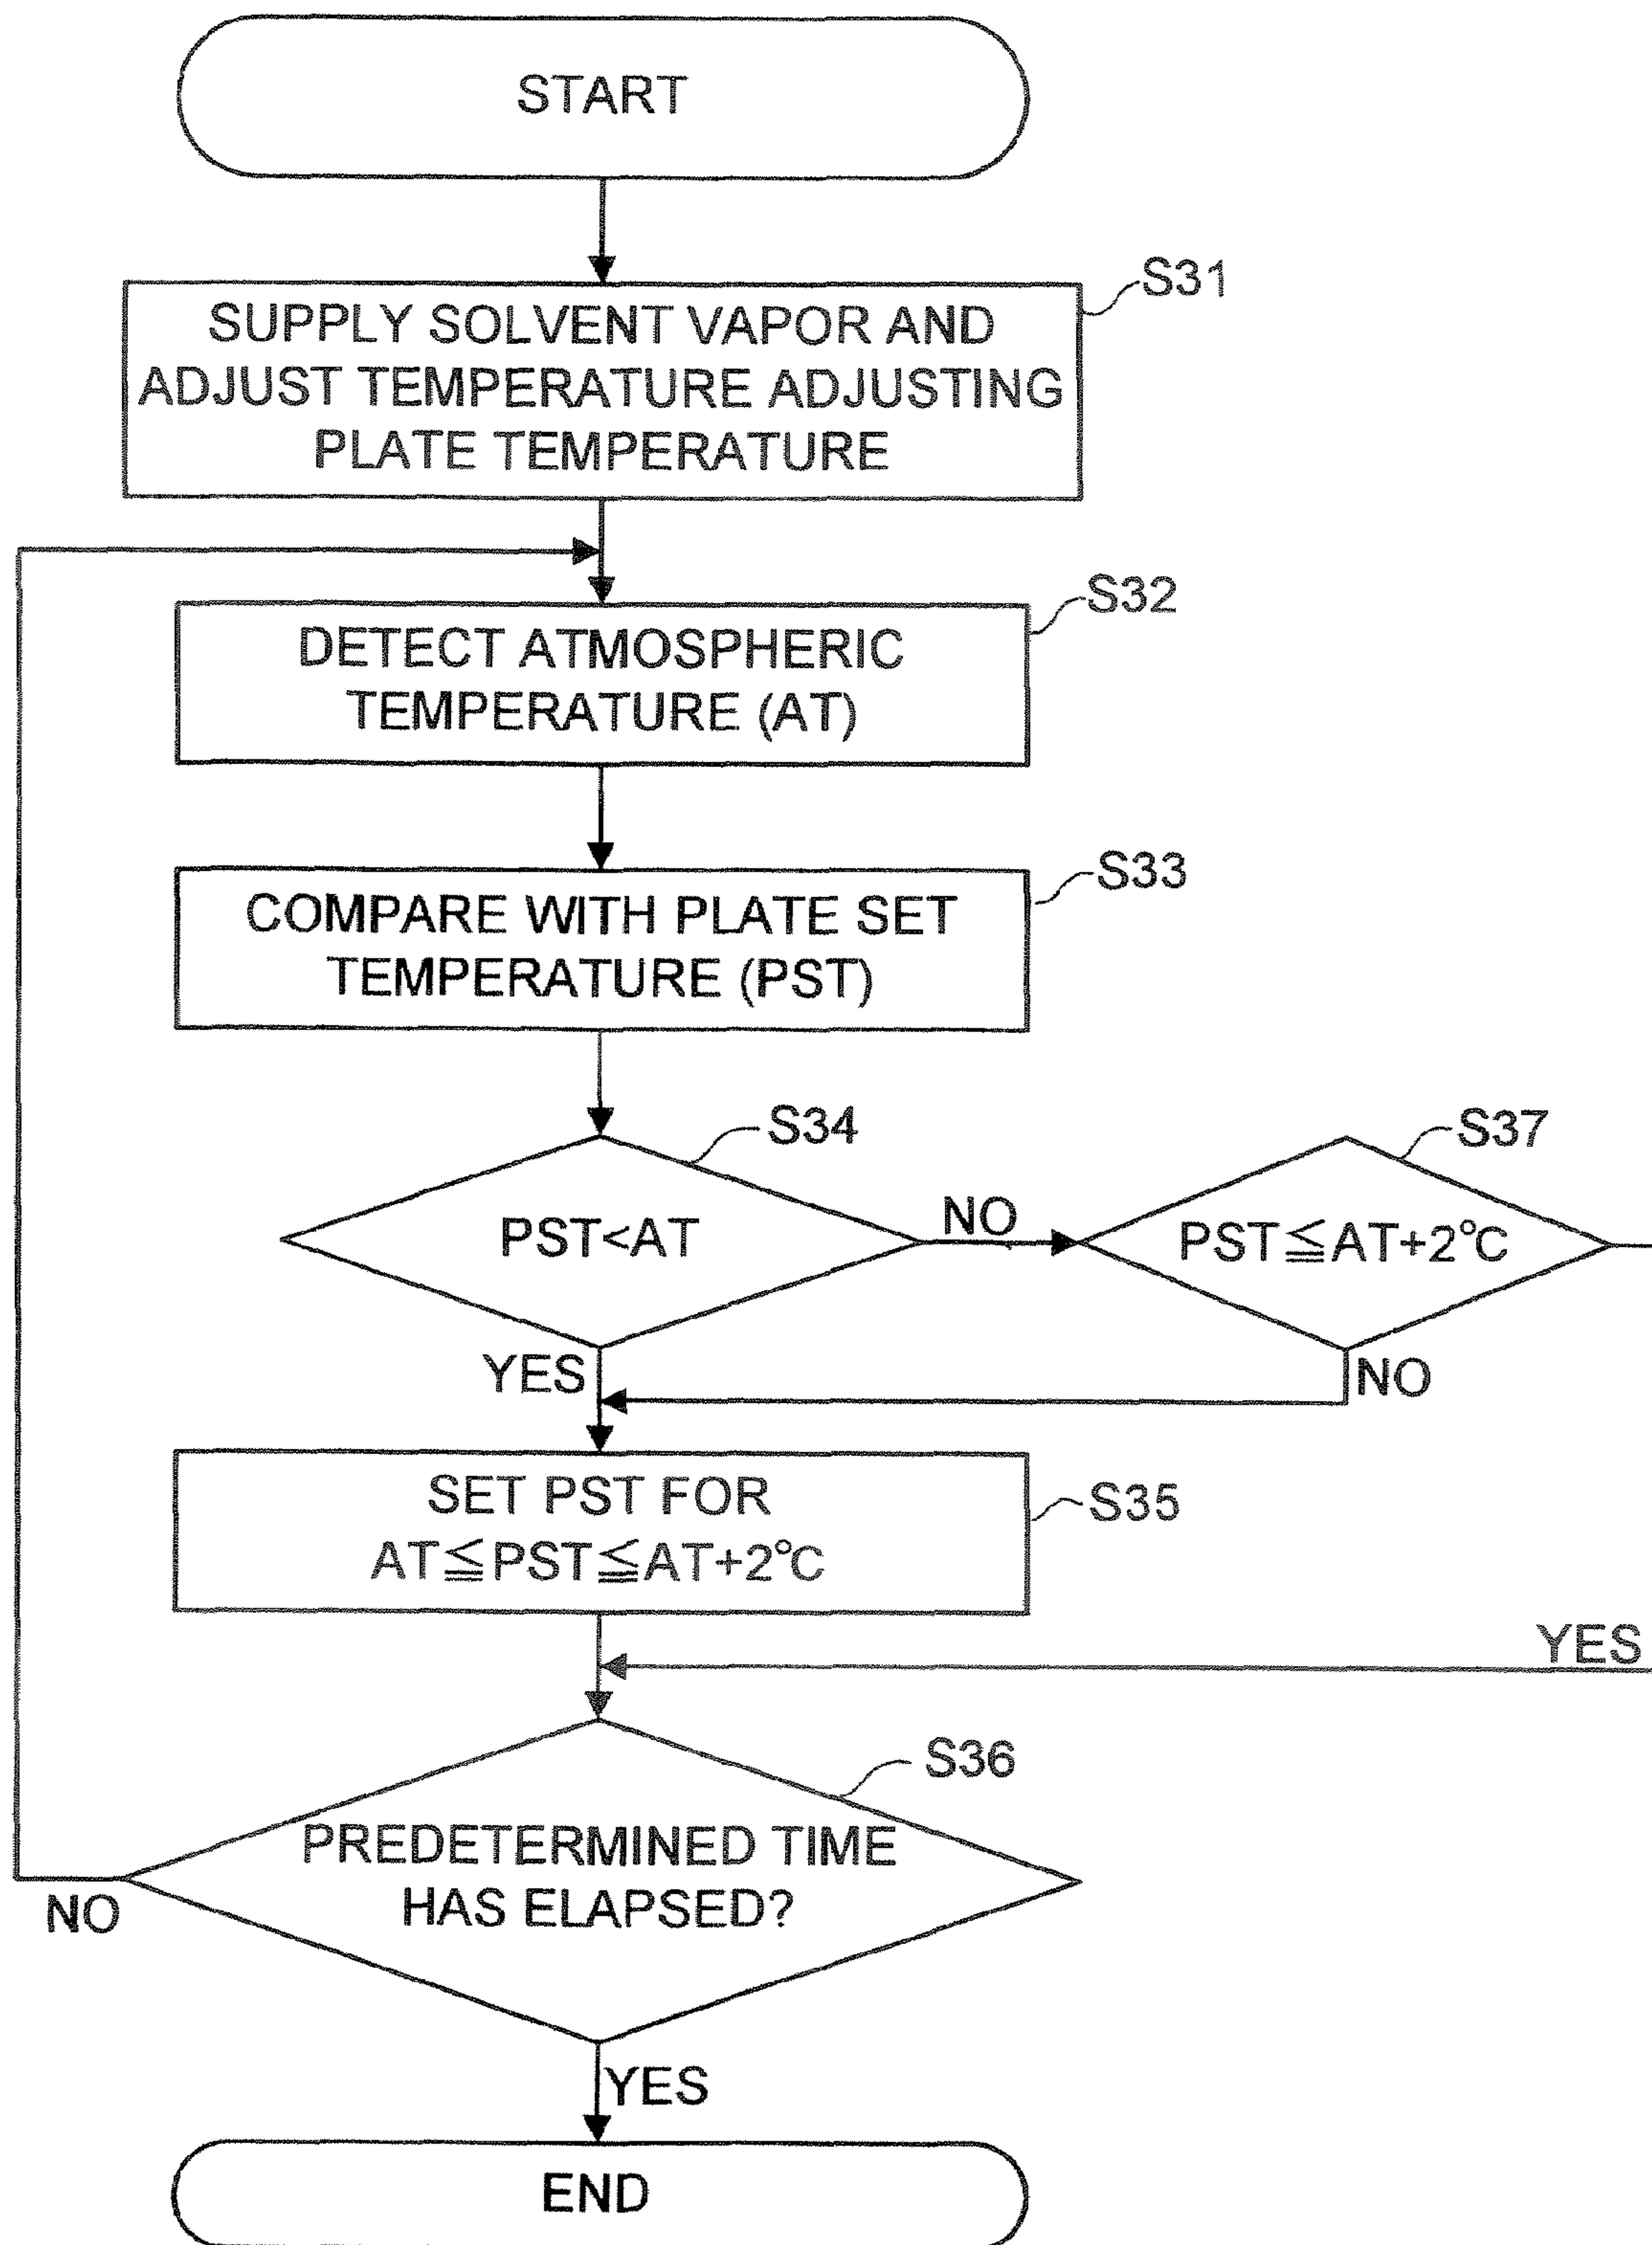 START
S31
SUPPLY SOLVENT VAPOR AND
ADJUST TEMPERATURE ADJUSTING
PLATE TEMPERATURE
S32
DETECT ATMOSPHERIC
TEMPERATURE (AT)
S33
COMPARE WITH PLATE SET
TEMPERATURE (PST)
S34
PST<AT
NO
S37
PST≦AT+2°C
YES
NO
S35
SET PST FOR
AT≦PST≦AT+2°C
YES
S36
PREDETERMINED TIME
HAS ELAPSED?
NO
YES
END